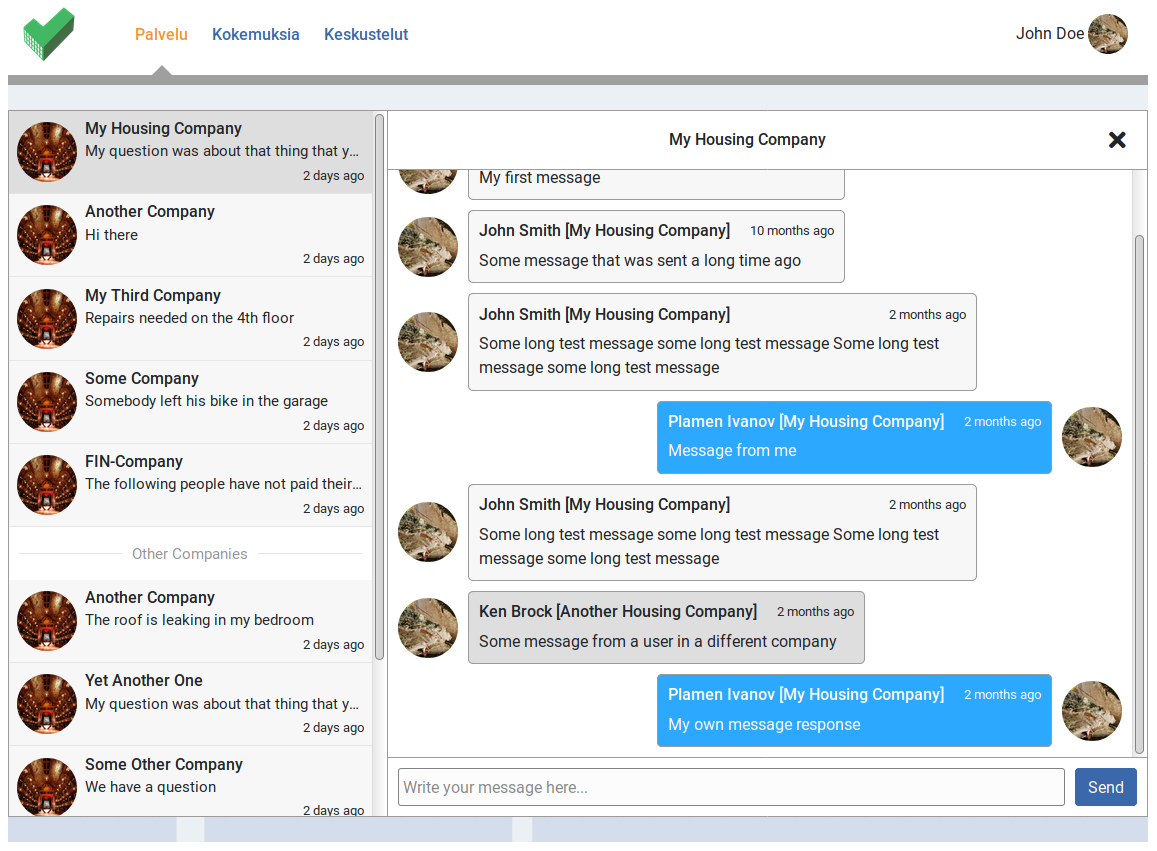 Palvelu Kokemuksia Keskustelut John Doe
My Housing Company
My question was about that thing that y...
2 days ago
Another Company
Hi there
2 days ago
My Third Company
Repairs needed on the 4th floor
2 days ago
Some Company
Somebody left his bike in the garage
2 days ago
FIN-Company
The following people have not paid their...
2 days ago
Other Companies
Another Company
The roof is leaking in my bedroom
2 days ago
Yet Another One
My question was about that thing that y...
2 days ago
Some Other Company
We have a question
2 days ago
My Housing Company
My first message
John Smith [My Housing Company] 10 months ago
Some message that was sent a long time ago
John Smith [My Housing Company] 2 months ago
Some long test message some long test message Some long test
message some long test message
Plamen Ivanov [My Housing Company] 2 months ago
Message from me
John Smith [My Housing Company] 2 months ago
Some long test message some long test message Some long test
message some long test message
Ken Brock [Another Housing Company] 2 months ago
Some message from a user in a different company
Plamen Ivanov [My Housing Company] 2 months ago
My own message response
Write your message here... Send